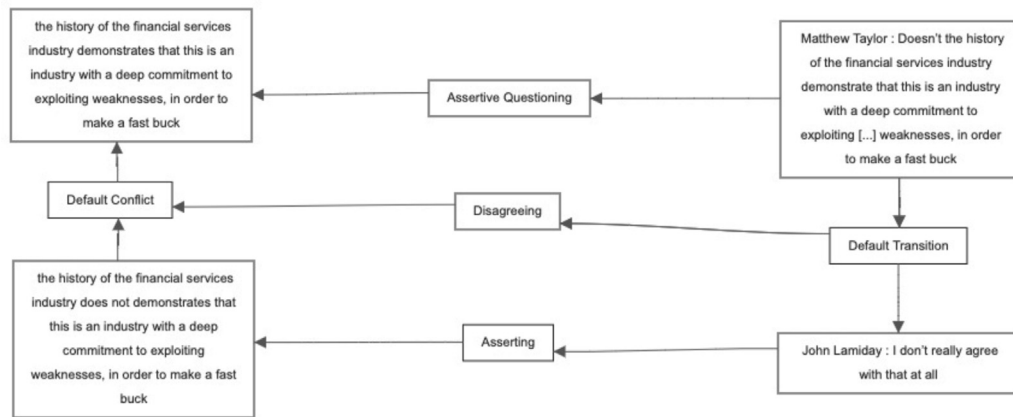 the history of the financial services
industry demonstrates that this is an
industry with a deep commitment to
exploiting weaknesses, in order to
make a fast buck
Assertive Questioning
Matthew Taylor : Doesn't the history
of the financial services industry
demonstrate that this is an industry
with a deep commitment to
exploiting [...] weaknesses, in order
to make a fast buck
Default Conflict
Disagreeing
Default Transition
the history of the financial services
industry does not demonstrates that
this is an industry with a deep
commitment to exploiting
weaknesses, in order to make a fast
buck
Asserting
John Lamiday : I don't really agree
with that at all